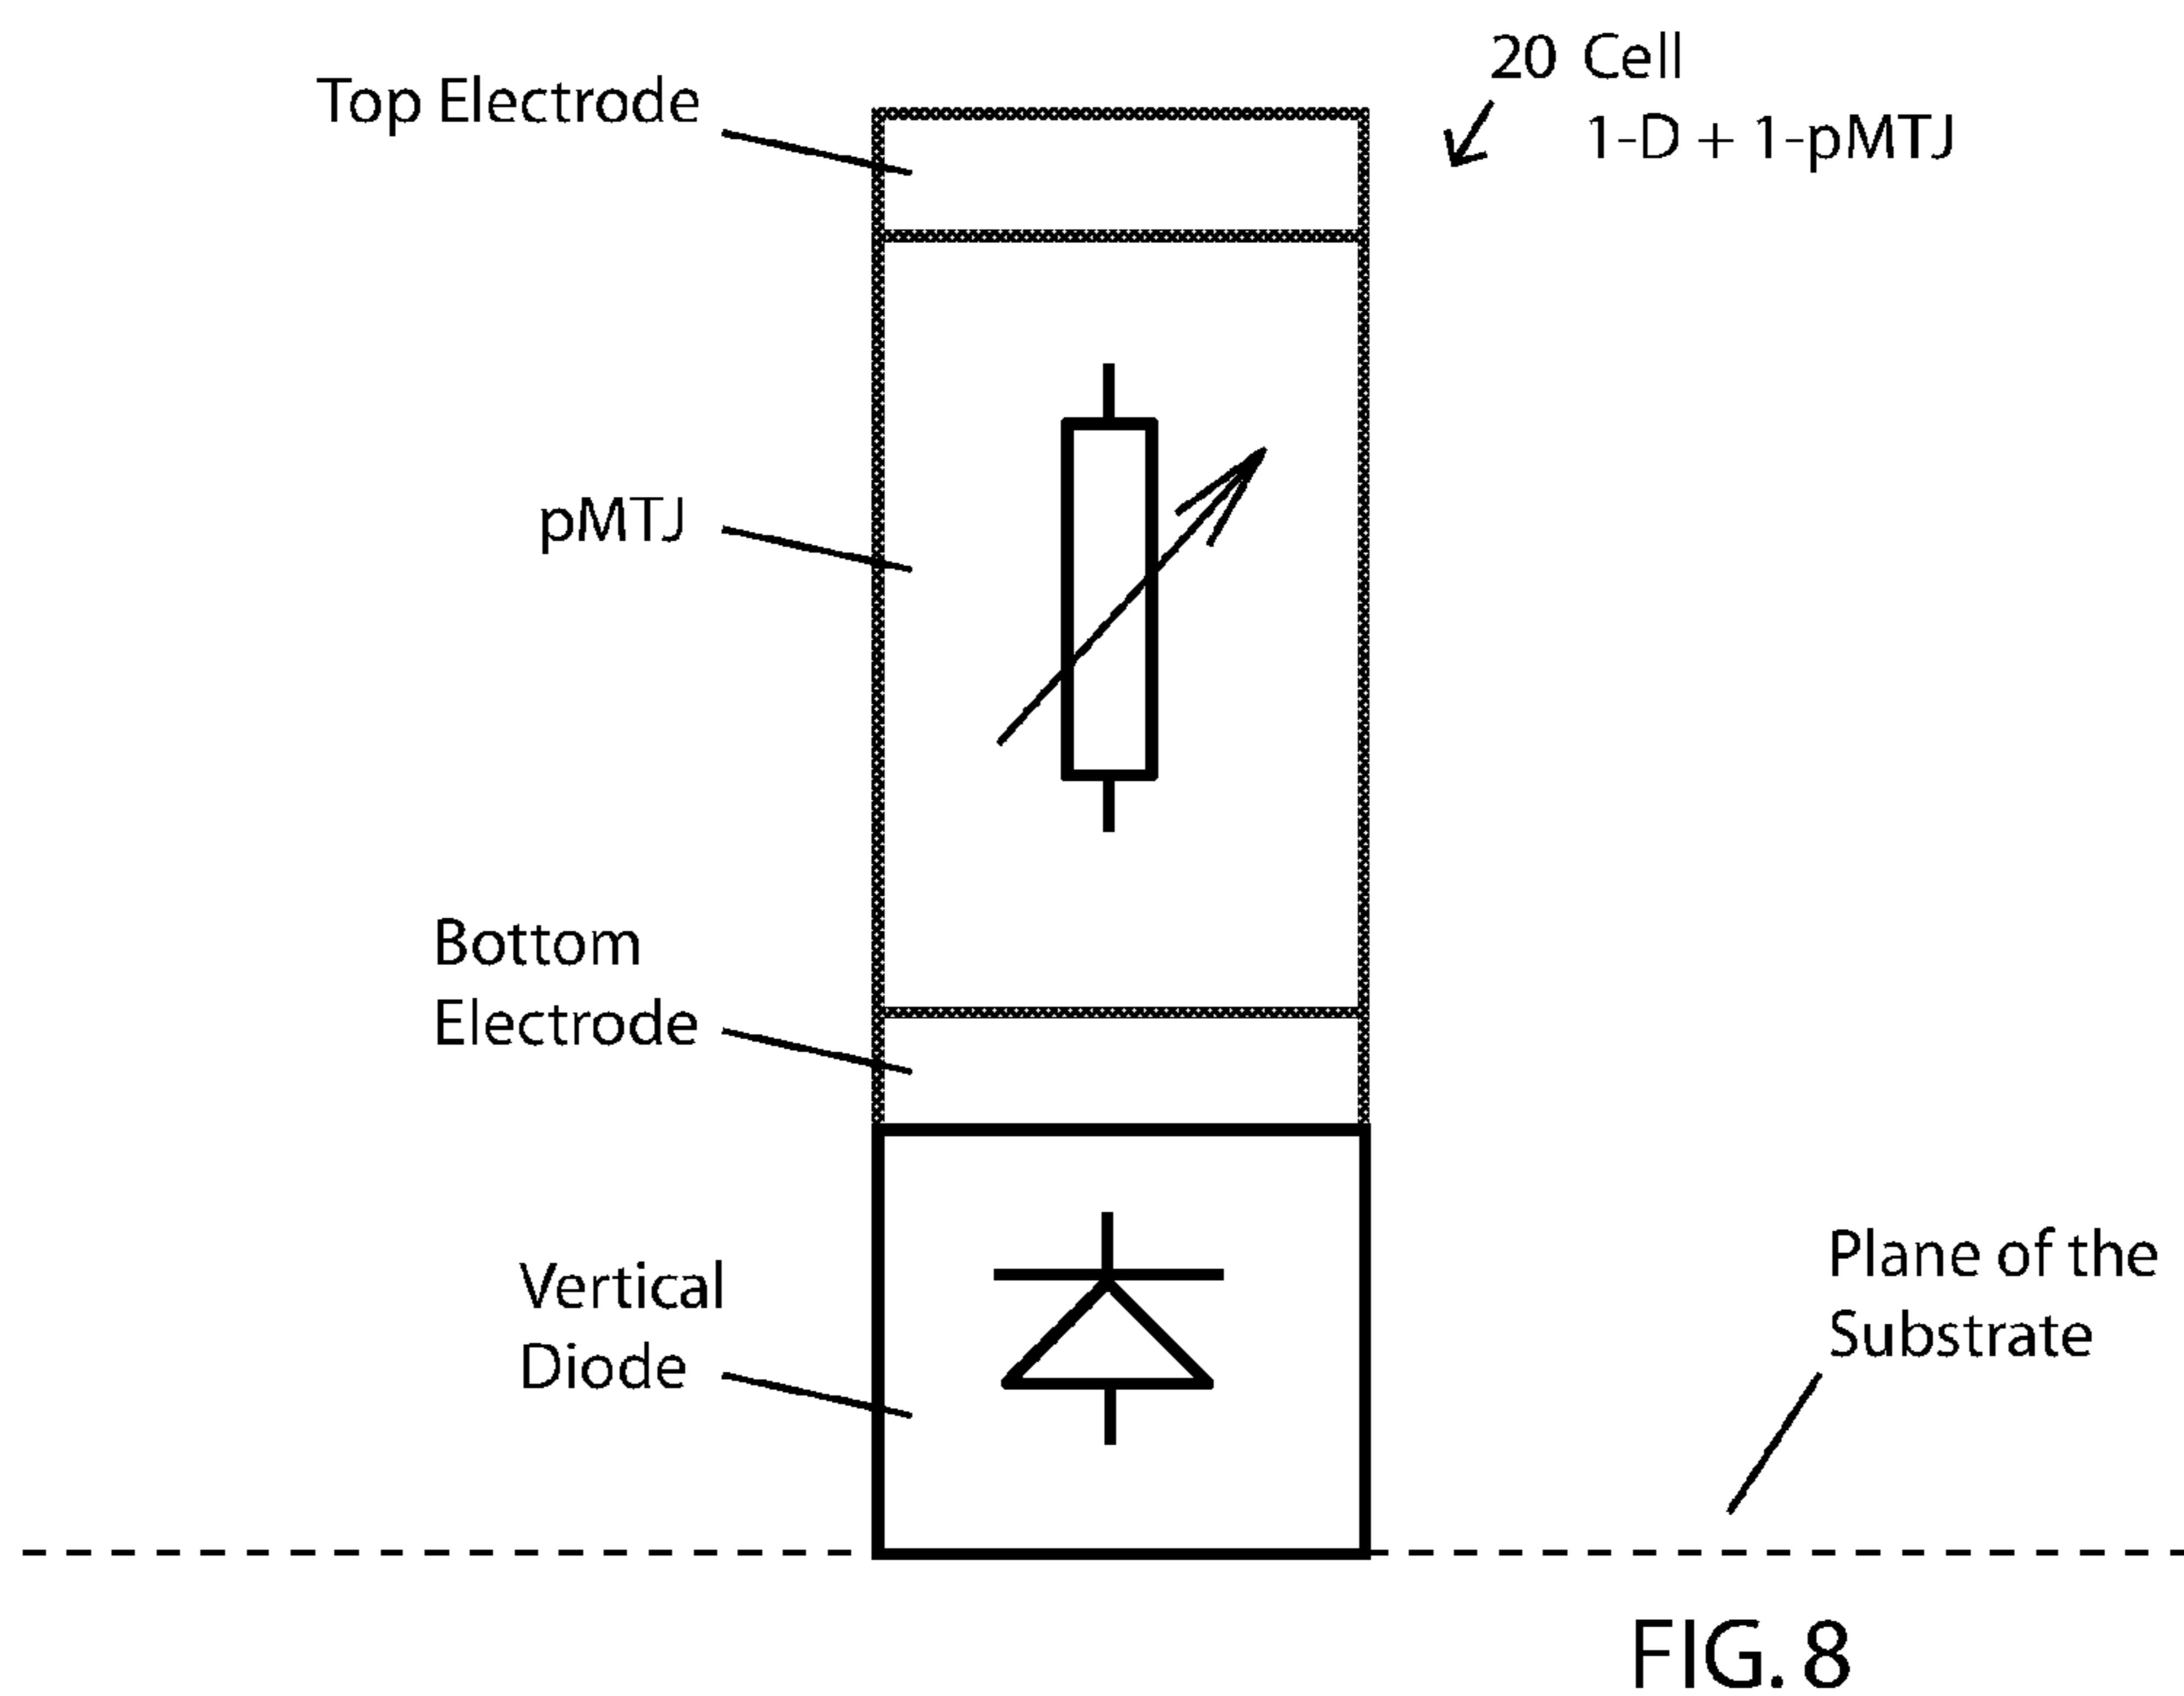 20 Cell
1-D + 1-pMTJ
Top Electrode
pMTJ
Bottom
Electrode
Vertical
Diode
Plane of the
Substrate
FIG. 8